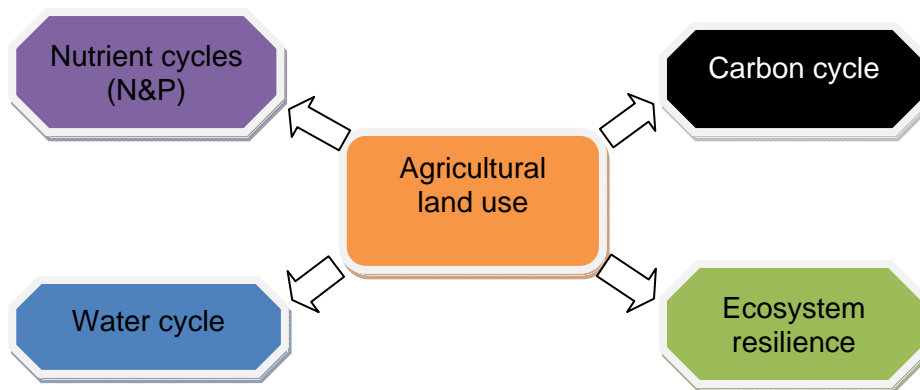 Nutrient cycles
(N&P)
Carbon cycle
Agricultural
land use
Water cycle
Ecosystem
resilience